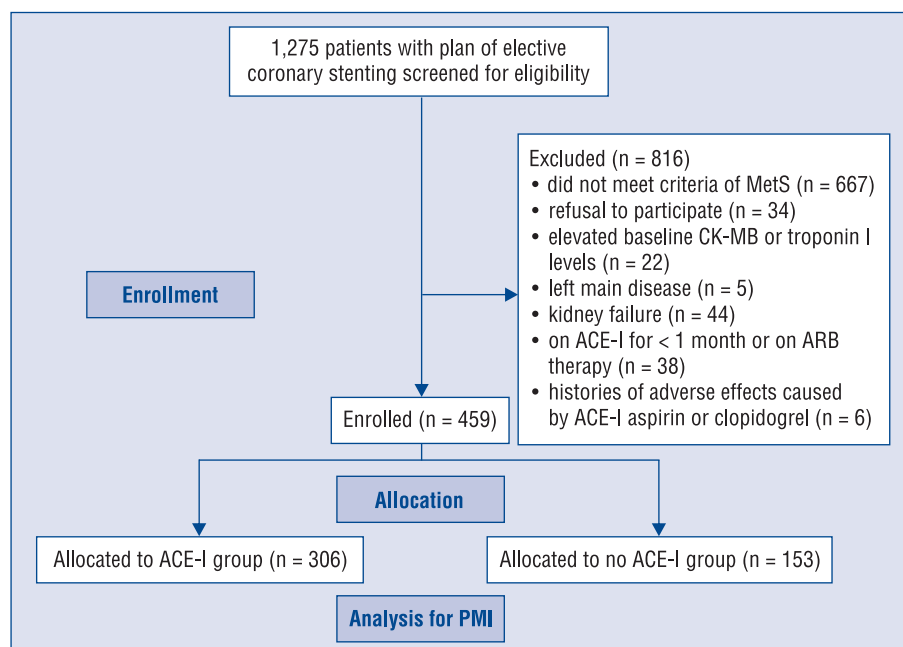 1,275 patients with plan of elective
coronary stenting screened for eligibility
Excluded (n = 816)
• did not meet criteria of MetS (n = 667)
• refusal to participate (n = 34)
• elevated baseline CK-MB or troponin I
levels (n = 22)
• left main disease (n = 5)
• kidney failure (n = 44)
• on ACE-I for < 1 month or on ARB
therapy (n = 38)
• histories of adverse effects caused
by ACE-I aspirin or clopidogrel (n = 6)
Enrollment
Enrolled (n = 459)
Allocation
Allocated to ACE-I group (n = 306)
Allocated to no ACE-I group (n = 153)
Analysis for PMI